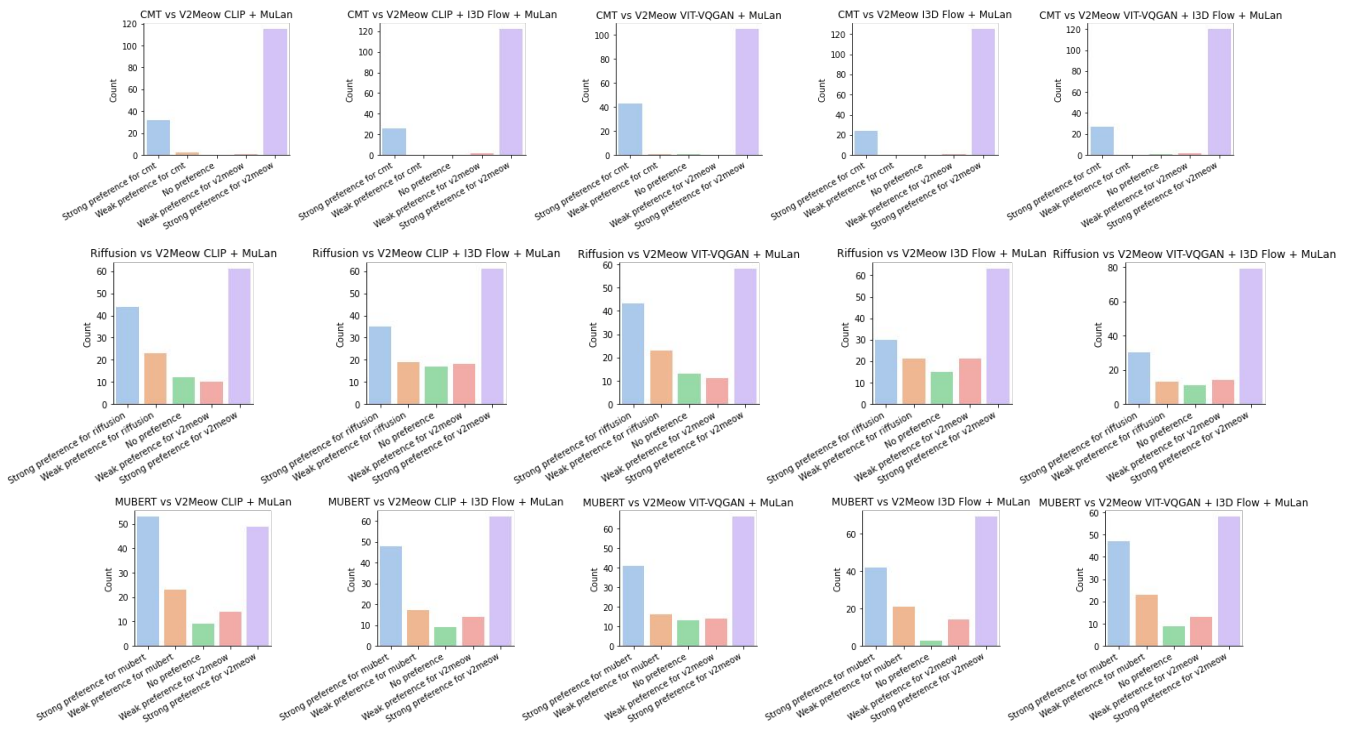 CMT vs V2Meow CLIP + MuLan
120
100
80
60
40
20
0
Count
Strong preference for cmt
Weak preference for cmt
No preference
Weak preference for v2meow
Strong preference for v2meow
CMT vs V2Meow CLIP + I3D Flow + MuLan
120
100
80
60
40
20
0
Count
Strong preference for cmt
Weak preference for cmt
No preference
Weak preference for v2meow
Strong preference for v2meow
CMT vs V2Meow VIT-VQGAN + MuLan
100
80
60
40
20
0
Count
Strong preference for cmt
Weak preference for cmt
No preference
Weak preference for v2meow
Strong preference for v2meow
CMT vs V2Meow I3D Flow + MuLan
120
100
80
60
40
20
0
Count
Strong preference for cmt
Weak preference for cmt
No preference
Weak preference for v2meow
Strong preference for v2meow
CMT vs V2Meow VIT-VQGAN + I3D Flow + MuLan
120
100
80
60
40
20
0
Count
Strong preference for cmt
Weak preference for cmt
No preference
Weak preference for v2meow
Strong preference for v2meow
Riffusion vs V2Meow CLIP + MuLan
60
50
40
30
20
10
0
Count
Strong preference for riffusion
Weak preference for riffusion
No preference
Weak preference for v2meow
Strong preference for v2meow
Riffusion vs V2Meow CLIP + I3D Flow + MuLan
60
50
40
30
20
10
0
Count
Strong preference for riffusion
Weak preference for riffusion
No preference
Weak preference for v2meow
Strong preference for v2meow
Riffusion vs V2Meow VIT-VQGAN + MuLan
60
50
40
30
20
10
0
Count
Strong preference for riffusion
Weak preference for riffusion
No preference
Weak preference for v2meow
Strong preference for v2meow
Riffusion vs V2Meow I3D Flow + MuLan
60
50
40
30
20
10
0
Count
Strong preference for riffusion
Weak preference for riffusion
No preference
Weak preference for v2meow
Strong preference for v2meow
Riffusion vs V2Meow VIT-VQGAN + I3D Flow + MuLan
80
60
40
20
0
Count
Strong preference for riffusion
Weak preference for riffusion
No preference
Weak preference for v2meow
Strong preference for v2meow
MUBERT vs V2Meow CLIP + MuLan
50
40
30
20
10
0
Count
Strong preference for mubert
Weak preference for mubert
No preference
Weak preference for v2meow
Strong preference for v2meow
MUBERT vs V2Meow CLIP + I3D Flow + MuLan
60
50
40
30
20
10
0
Count
Strong preference for mubert
Weak preference for mubert
No preference
Weak preference for v2meow
Strong preference for v2meow
MUBERT vs V2Meow VIT-VQGAN + MuLan
60
50
40
30
20
10
0
Count
Strong preference for mubert
Weak preference for mubert
No preference
Weak preference for v2meow
Strong preference for v2meow
MUBERT vs V2Meow I3D Flow + MuLan
60
40
20
0
Count
Strong preference for mubert
Weak preference for mubert
No preference
Weak preference for v2meow
Strong preference for v2meow
MUBERT vs V2Meow VIT-VQGAN + I3D Flow + MuLan
60
50
40
30
20
10
0
Count
Strong preference for mubert
Weak preference for mubert
No preference
Weak preference for v2meow
Strong preference for v2meow